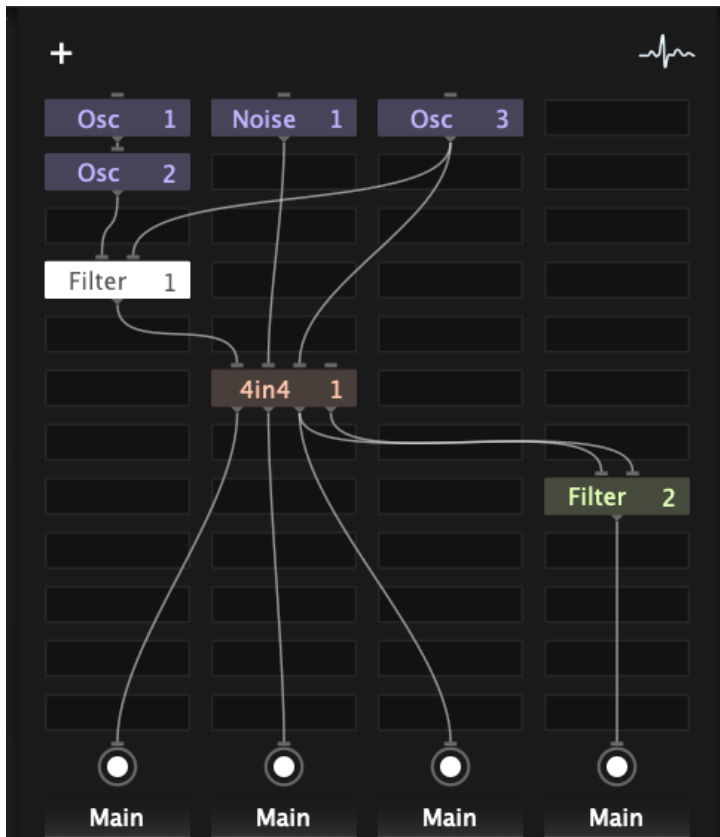 +
Osc 1 Noise 1 Osc 3
Osc 2
Filter 1
4in4 1
Filter 2
Main Main Main Main